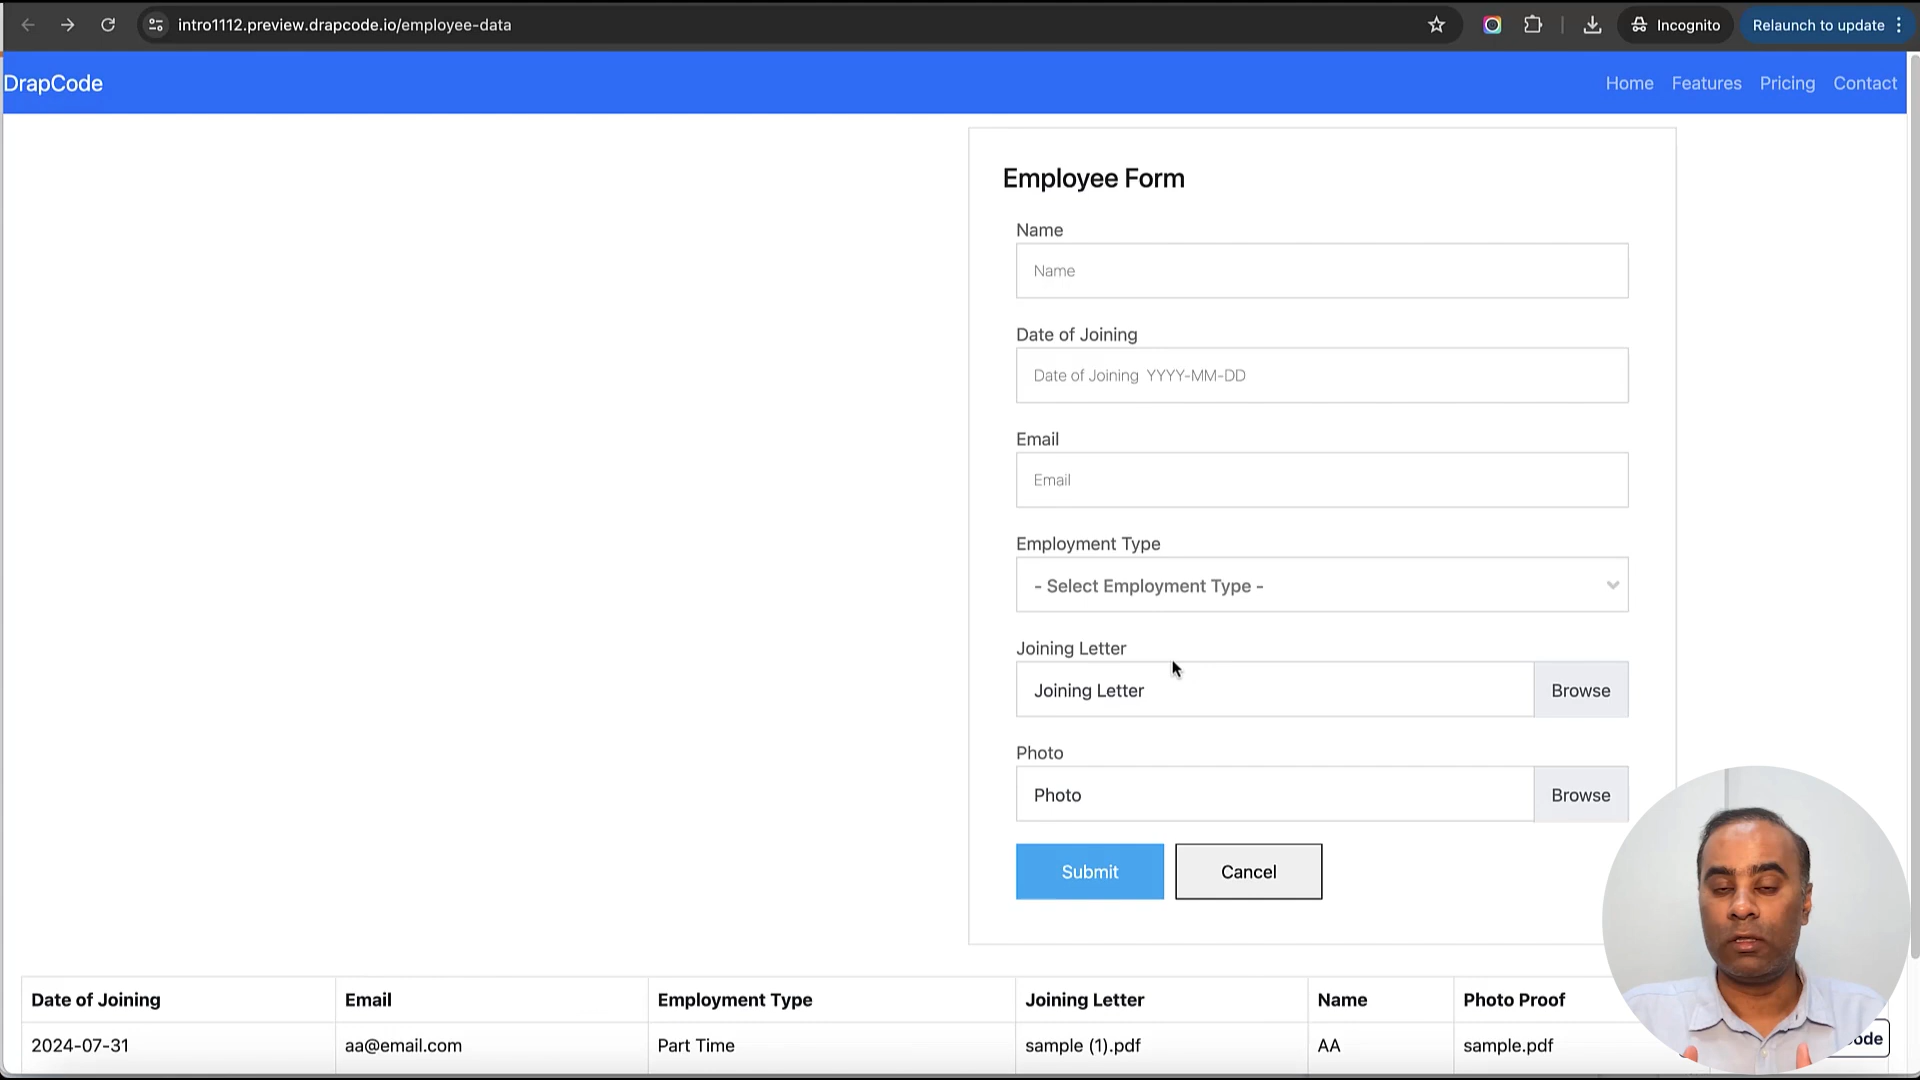 intro1112.preview.drapcode.io/employee-data
Incognito
Relaunch to update
DrapCode
Home Features Pricing Contact
Employee Form
Name
Name
Date of Joining
Date of Joining YYYY-MM-DD
Email
Email
Employment Type
- Select Employment Type -
Joining Letter
Joining Letter Browse
Photo
Photo Browse
Submit Cancel
Date of Joining Email Employment Type Joining Letter Name Photo Proof
2024-07-31 aa@email.com Part Time sample (1).pdf AA sample.pdf